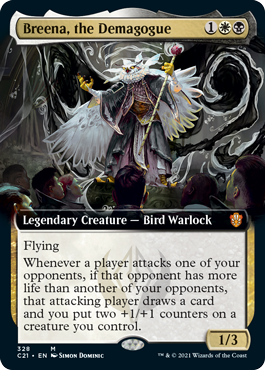 Breena, the Demagogue 1
Legendary Creature — Bird Warlock
Flying
Whenever a player attacks one of your
opponents, if that opponent has more
life than another of your opponents,
that attacking player draws a card
and you put two +1/+1 counters on a
creature you control.
1/3
328 M
C21 • EN SIMON DOMINIC
™ & © 2021 Wizards of the Coast